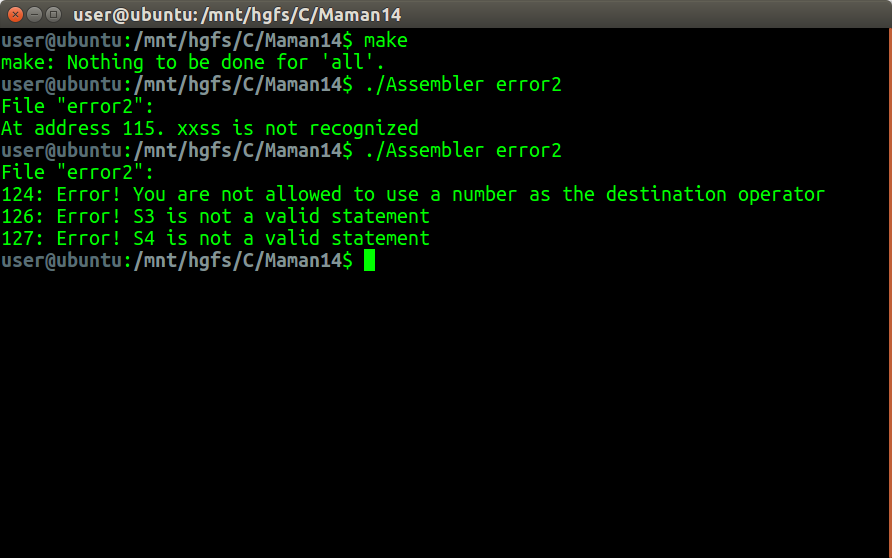 user@ubuntu: /mnt/hgfs/C/Maman14
user@ubuntu:/mnt/hgfs/C/Maman14$ make
make: Nothing to be done for 'all'.
user@ubuntu:/mnt/hgfs/C/Maman14$ ./Assembler error2
File "error2":
At address 115. xxss is not recognized
user@ubuntu:/mnt/hgfs/C/Maman14$ ./Assembler error2
File "error2":
124: Error! You are not allowed to use a number as the destination operator
126: Error! S3 is not a valid statement
127: Error! S4 is not a valid statement
user@ubuntu:/mnt/hgfs/C/Maman14$